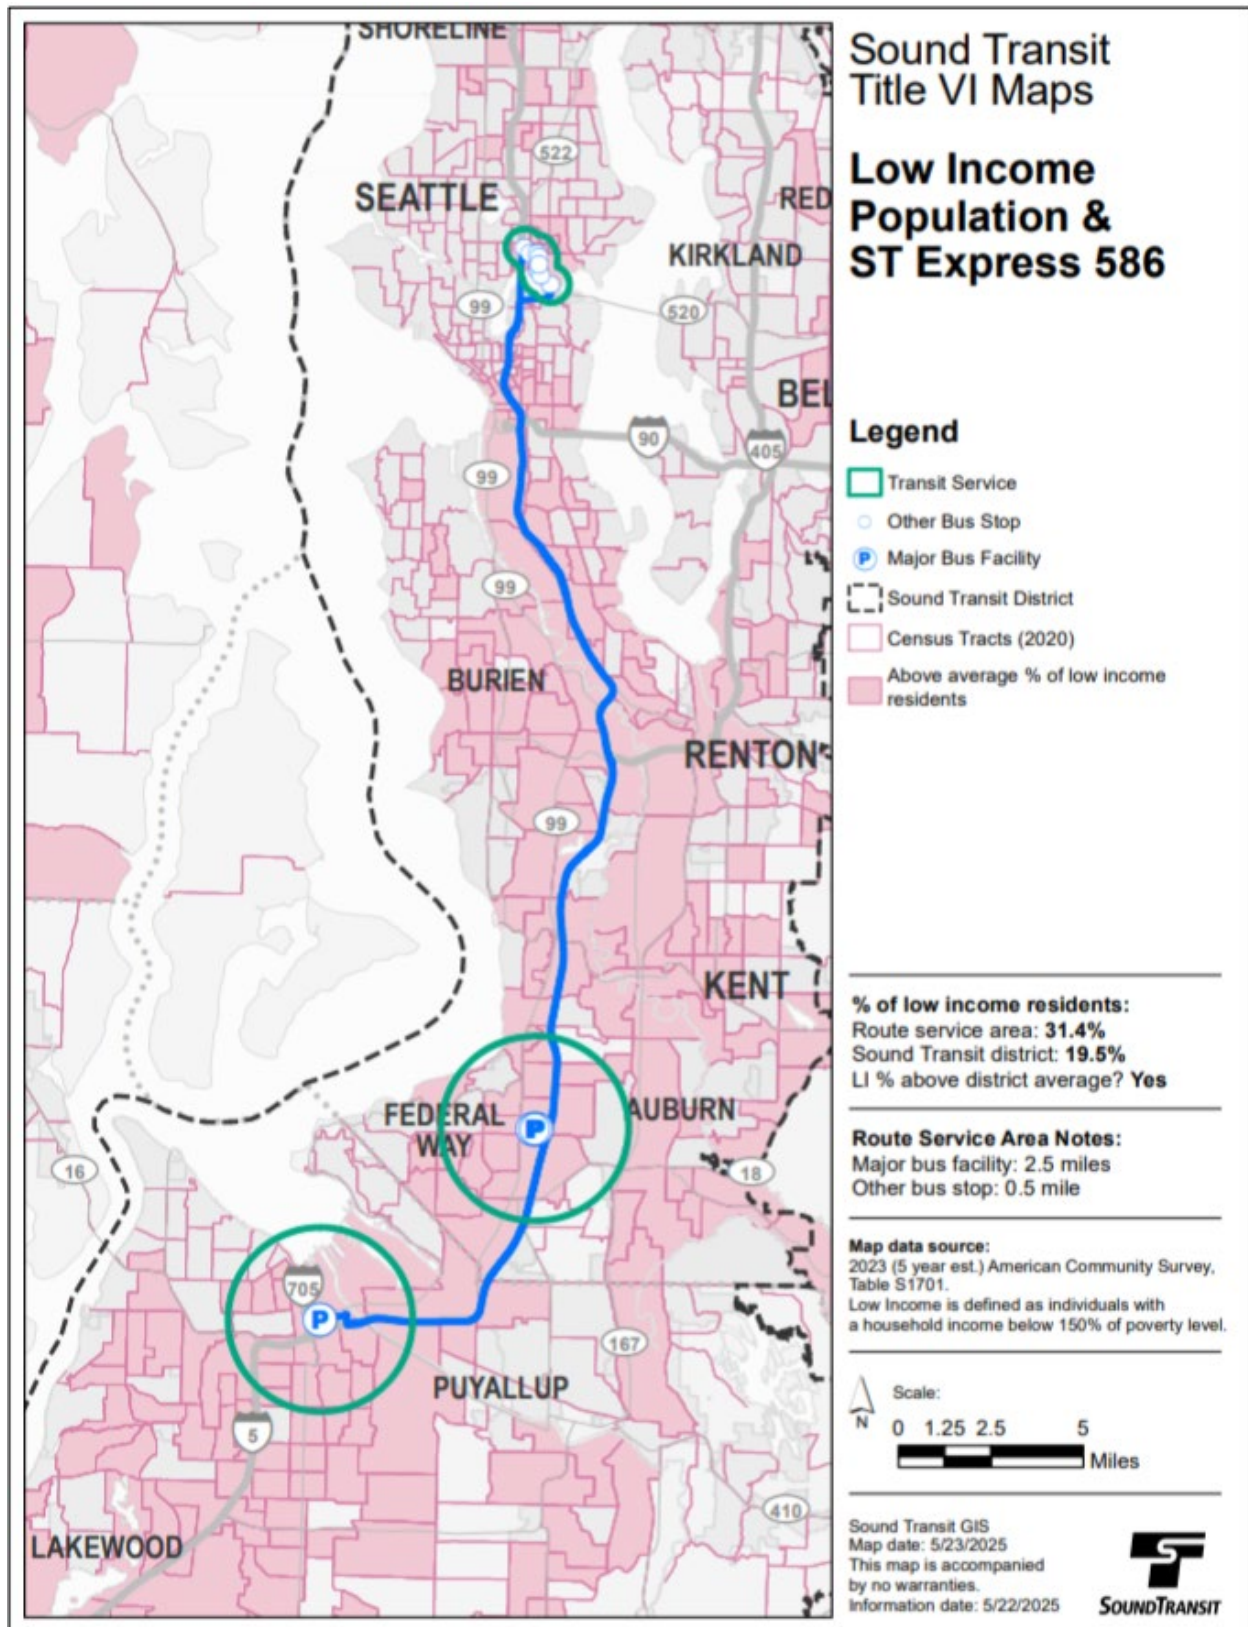 SHORELINE
522
SEATTLE
RED
KIRKLAND
99
520
BEL
90
405
99
99
BURIEN
RENTON
99
KENT
FEDERAL
WAY
P
AUBURN
16
18
705
P
167
PUYALLUP
5
410
LAKEWOOD
Sound Transit
Title VI Maps
Low Income
Population &
ST Express 586
Legend
Transit Service
Other Bus Stop
P Major Bus Facility
Sound Transit District
Census Tracts (2020)
Above average % of low income
residents
% of low income residents:
Route service area: 31.4%
Sound Transit district: 19.5%
LI % above district average? Yes
Route Service Area Notes:
Major bus facility: 2.5 miles
Other bus stop: 0.5 mile
Map data source:
2023 (5 year est.) American Community Survey,
Table S1701.
Low Income is defined as individuals with
a household income below 150% of poverty level.
N
Scale:
0 1.25 2.5 5
Miles
Sound Transit GIS
Map date: 5/23/2025
This map is accompanied
by no warranties.
Information date: 5/22/2025
SOUNDTRANSIT